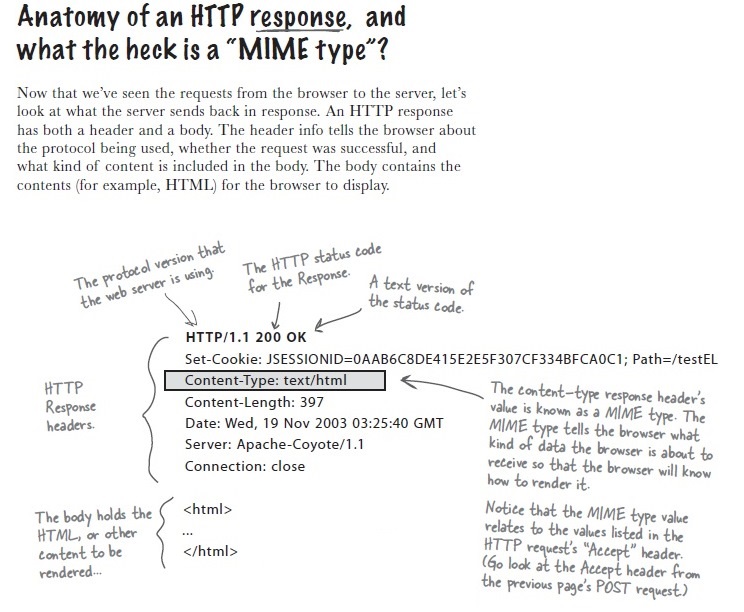 Anatomy of an HTTP response, and
what the heck is a “MIME type”?
Now that we’ve seen the requests from the browser to the server, let’s
look at what the server sends back in response. An HTTP response
has both a header and a body. The header info tells the browser about
the protocol being used, whether the request was successful, and
what kind of content is included in the body. The body contains the
contents (for example, HTML) for the browser to display.
The protocol version that
the web server is using.
The HTTP status code
for the Response.
A text version of
the status code.
HTTP/1.1 200 OK
Set-Cookie: JSESSIONID=0AAB6C8DE415E2E5F307CF334BFCA0C1; Path=/testEL
Content-Type: text/html
Content-Length: 397
Date: Wed, 19 Nov 2003 03:25:40 GMT
Server: Apache-Coyote/1.1
Connection: close
HTTP
Response
headers.
The content-type response header’s
value is known as a MIME type. The
MIME type tells the browser what
kind of data the browser is about to
receive so that the browser will know
how to render it.
Notice that the MIME type value
relates to the values listed in the
HTTP request’s “Accept” header.
(Go look at the Accept header from
the previous page’s POST request.)
The body holds the
HTML, or other
content to be
rendered...
<html>
...
</html>